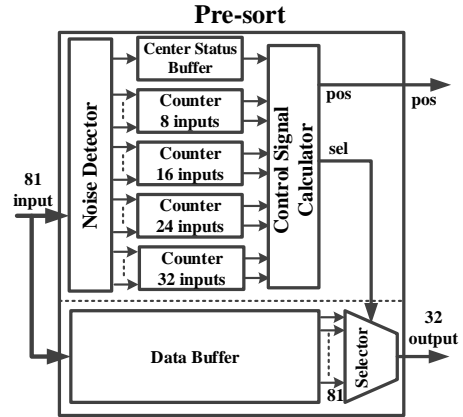 Pre-sort
Noise Detector
Center Status
Buffer
Counter
8 inputs
Counter
16 inputs
Counter
24 inputs
Counter
32 inputs
Control Signal
Calculator
pos
pos
sel
81
input
Data Buffer
81
Selector
32
output